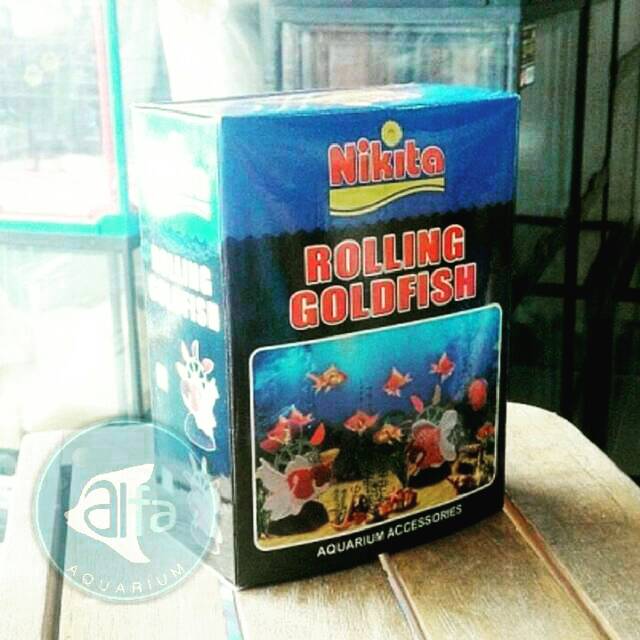 Nikita
ROLLING
GOLDFISH
AQUARIUM ACCESSORIES
ROLLING
GOLDFISH
alfa
AQUARIUM